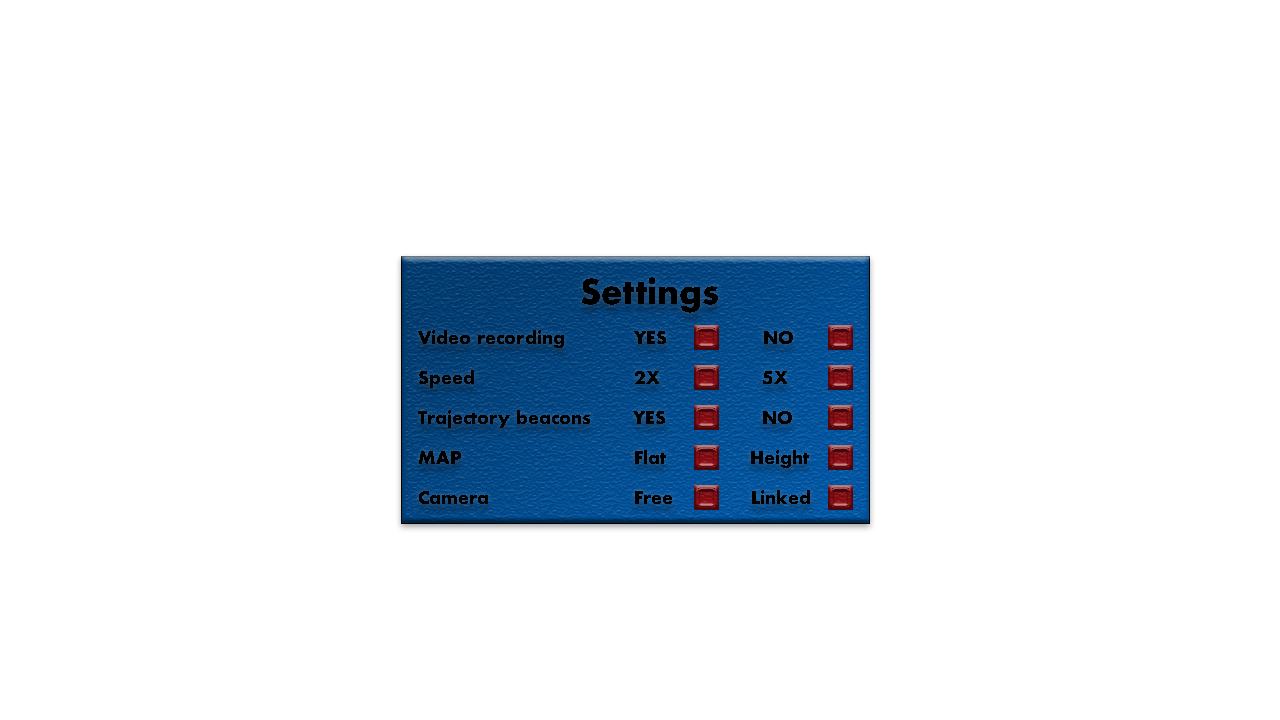 Settings
Video recording YES NO
Speed 2X 5X
Trajectory beacons YES NO
MAP Flat Height
Camera Free Linked